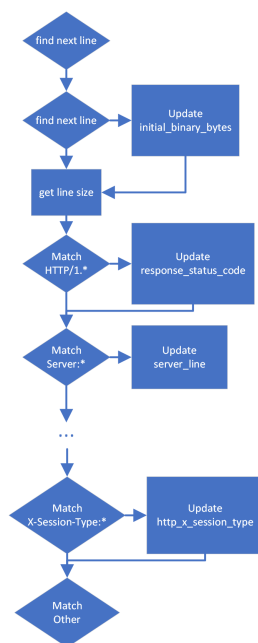 find next line
find next line
Update
initial_binary_bytes
get line size
Match
HTTP/1.*
Update
response_status_code
Match
Server:*
Update
server_line
...
Match
X-Session-Type:*
Update
http_x_session_type
Match
Other